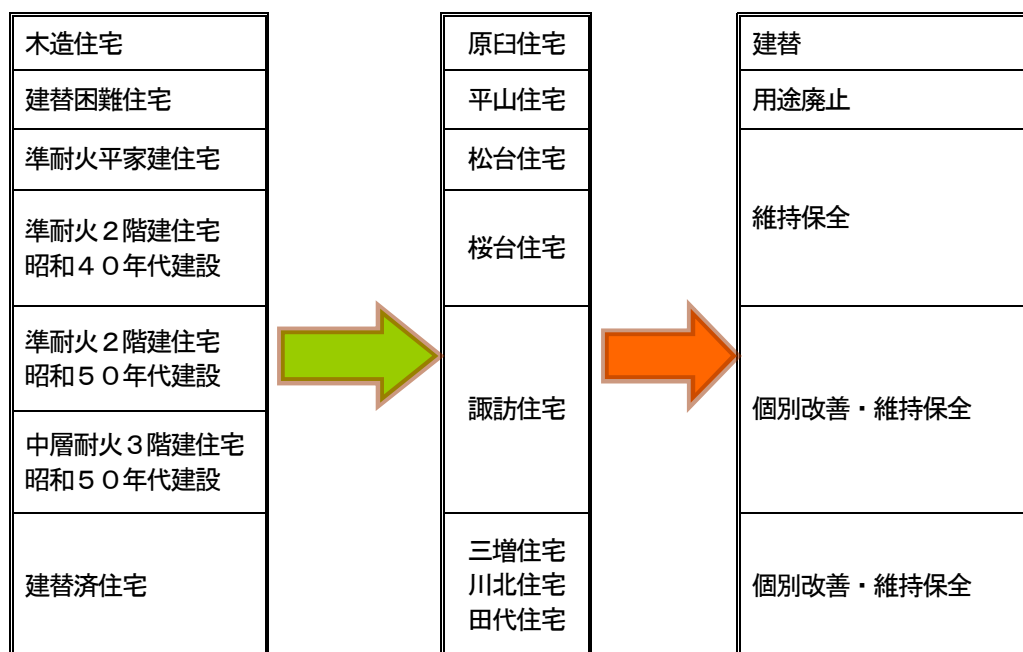 木造住宅
建替困難住宅
準耐火平家建住宅
準耐火２階建住宅
昭和４０年代建設
準耐火２階建住宅
昭和５０年代建設
中層耐火３階建住宅
昭和５０年代建設
建替済住宅
原臼住宅
平山住宅
松台住宅
桜台住宅
諏訪住宅
三増住宅
川北住宅
田代住宅
建替
用途廃止
維持保全
個別改善・維持保全
個別改善・維持保全